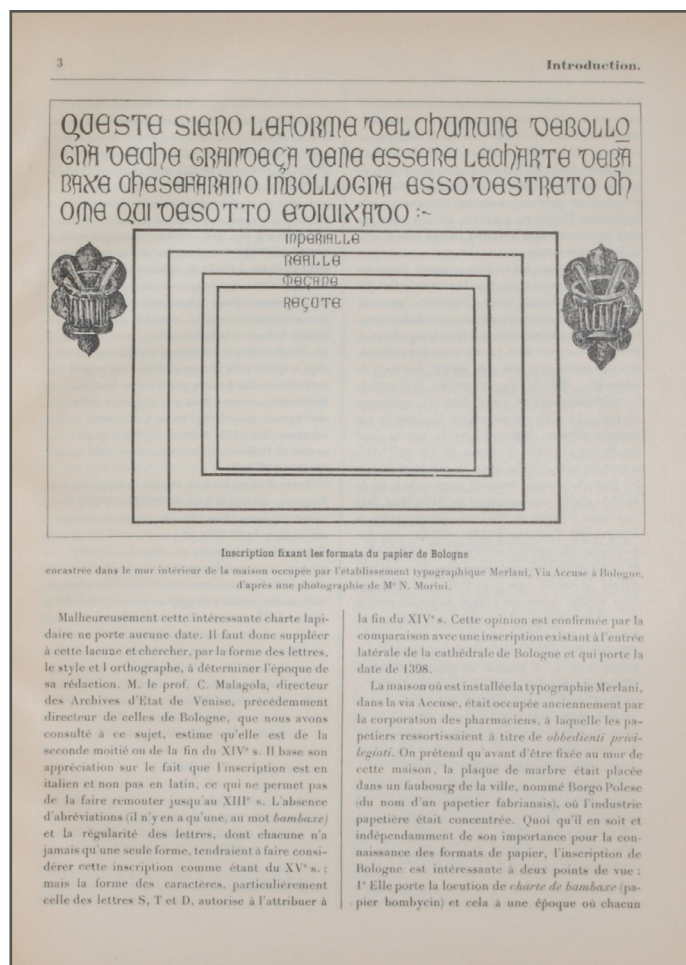 3
Introduction.
QUESTE SIENO LEFORME DEL CHUMUNE DEBOLLO
GNA DECHE GRANDEÇA DENE ESSERE LECHARTE DEBA
BAXE CHESEFARANO INBOLLOGNA ESSO DESTRETO CH
OME QUI DESOTTO EDIUIXADO :~
INPERIALLE
REALLE
MEÇANE
REÇUTE
Inscription fixant les formats du papier de Bologne
encastrée dans le mur intérieur de la maison occupée par l'etablissement typographique Merlani, Via Accuse à Bologne,
d'après une photographie de Mr N. Morini.
Malheureusement cette intéressante charte lapi-
daire ne porte aucune date. Il faut donc suppléer
à cette lacune et chercher, par la forme des lettres,
le style et l orthographe, à déterminer l'époque de
sa rédaction. M. le prof. C. Malagola, directeur
des Archives d'Etat de Venise, précédemment
directeur de celles de Bologne, que nous avons
consulté à ce sujet, estime qu'elle est de la
seconde moitié ou de la fin du XIVe s. Il base son
appréciation sur le fait que l'inscription est en
italien et non pas en latin, ce qui ne permet pas
de la faire remonter jusqu'au XIIIe s. L'absence
d'abréviations (il n'y en a qu'une, au mot bambaxe)
et la régularité des lettres, dont chacune n'a
jamais qu'une seule forme, tendraient à faire consi-
dérer cette inscription comme étant du XVe s. ;
mais la forme des caractères, particulièrement
celle des lettres S, T et D, autorise à l'attribuer à
la fin du XIVe s. Cette opinion est confirmée par la
comparaison avec une inscription existant à l'entrée
latérale de la cathédrale de Bologne et qui porte la
date de 1398.
La maison où est installée la typographie Merlani,
dans la via Accuse, était occupée anciennement par
la corporation des pharmaciens, à laquelle les pa-
petiers ressortissaient à titre de obbedienti privi-
legiati. On prétend qu'avant d'être fixée au mur de
cette maison, la plaque de marbre était placée
dans un faubourg de la ville, nommé Borgo Polese
(du nom d'un papetier fabrianais), où l'industrie
papetière était concentrée. Quoi qu'il en soit et
indépendamment de son importance pour la con-
naissance des formats de papier, l'inscription de
Bologne est intéressante à deux points de vue :
1° Elle porte la locution de charte de bambaxe (pa-
pier bombycin) et cela à une époque où chacun